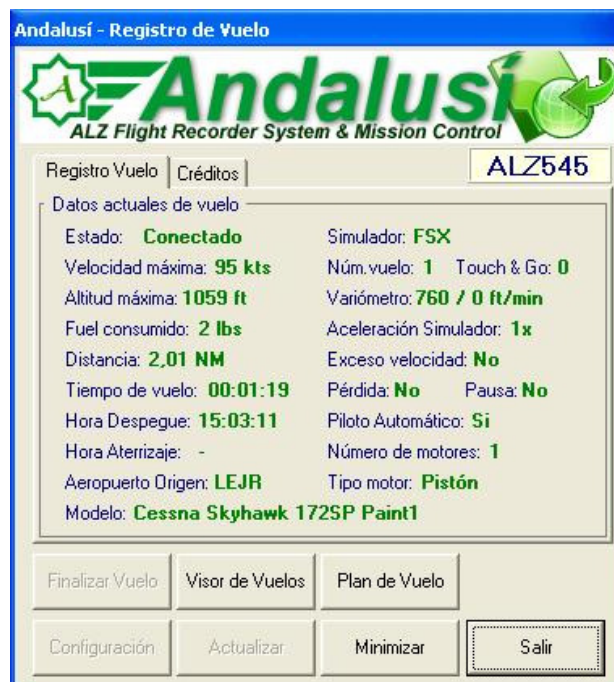 Andalusí - Registro de Vuelo
A Andalusí
ALZ Flight Recorder System & Mission Control
Registro Vuelo Créditos ALZ545
Datos actuales de vuelo
Estado: Conectado Simulador: FSX
Velocidad máxima: 95 kts Núm.vuelo: 1 Touch & Go: 0
Altitud máxima: 1059 ft Variómetro: 760 / 0 ft/min
Fuel consumido: 2 lbs Aceleración Simulador: 1x
Distancia: 2,01 NM Exceso velocidad: No
Tiempo de vuelo: 00:01:19 Pérdida: No Pausa: No
Hora Despegue: 15:03:11 Piloto Automático: Si
Hora Aterrizaje: - Número de motores: 1
Aeropuerto Origen: LEJR Tipo motor: Pistón
Modelo: Cessna Skyhawk 172SP Paint1
Finalizar Vuelo Visor de Vuelos Plan de Vuelo
Configuración Actualizar Minimizar Salir